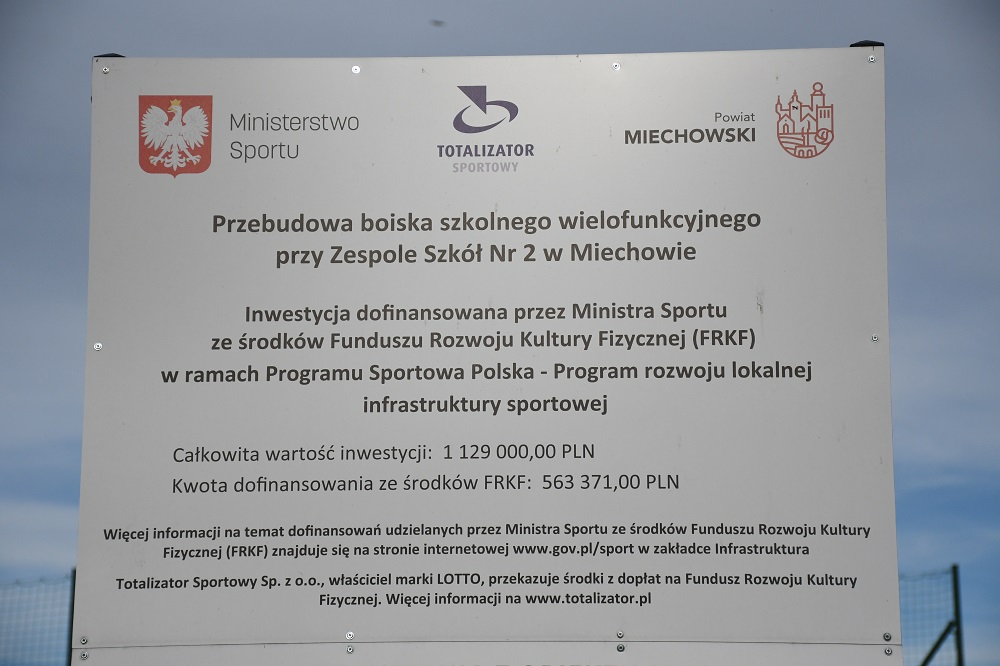 Ministerstwo
Sportu
TOTALIZATOR
SPORTOWY
Powiat
MIECHOWSKI
Przebudowa boiska szkolnego wielofunkcyjnego
przy Zespole Szkół Nr 2 w Miechowie
Inwestycja dofinansowana przez Ministra Sportu
ze środków Funduszu Rozwoju Kultury Fizycznej (FRKF)
w ramach Programu Sportowa Polska - Program rozwoju lokalnej
infrastruktury sportowej
Całkowita wartość inwestycji: 1 129 000,00 PLN
Kwota dofinansowania ze środków FRKF: 563 371,00 PLN
Więcej informacji na temat dofinansowań udzielanych przez Ministra Sportu ze środków Funduszu Rozwoju Kultury
Fizycznej (FRKF) znajduje się na stronie internetowej www.gov.pl/sport w zakładce Infrastruktura
Totalizator Sportowy Sp. z o.o., właściciel marki LOTTO, przekazuje środki z dopłat na Fundusz Rozwoju Kultury
Fizycznej. Więcej informacji na www.totalizator.pl